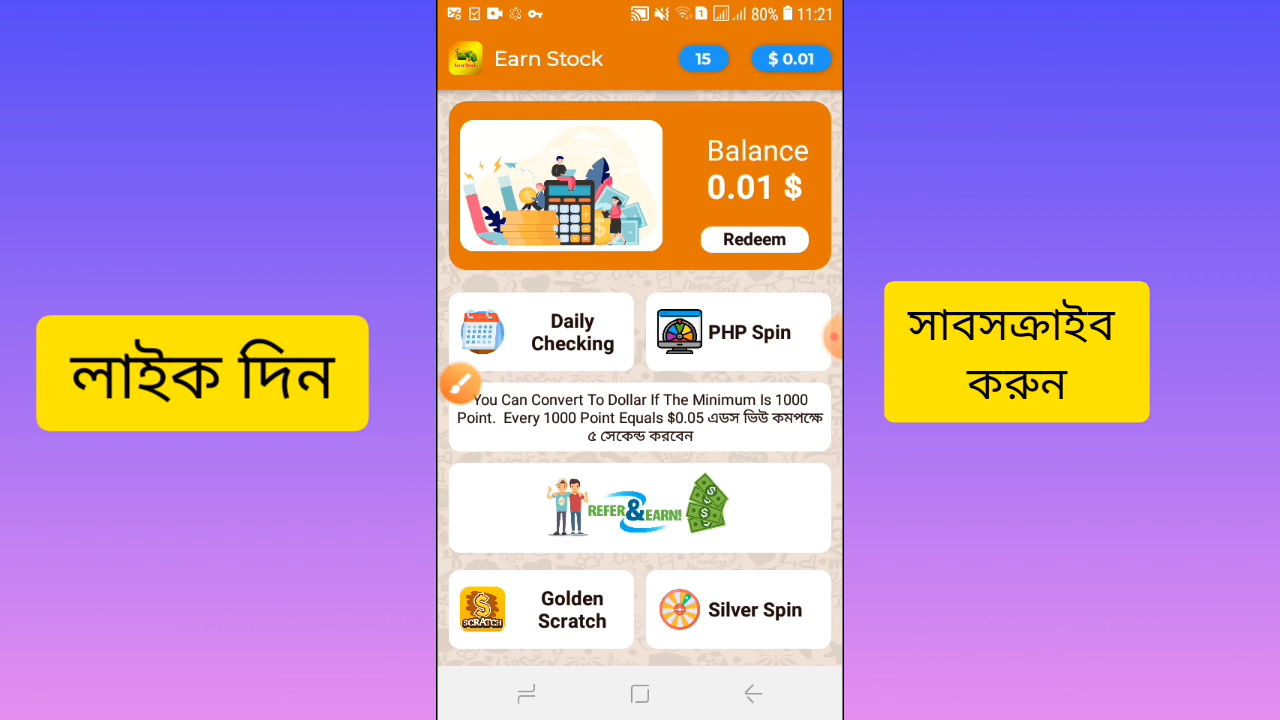 80% 11:21
Earn Stock
15
$ 0.01
Balance
0.01 $
Redeem
Daily
Checking
PHP Spin
You Can Convert To Dollar If The Minimum Is 1000
Point. Every 1000 Point Equals $0.05 এডস ভিউ কমপক্ষে
৫ সেকেন্ড করবেন
REFER & EARN!
Golden
Scratch
SCRATCH
Silver Spin
লাইক দিন
সাবসক্রাইব
করুন